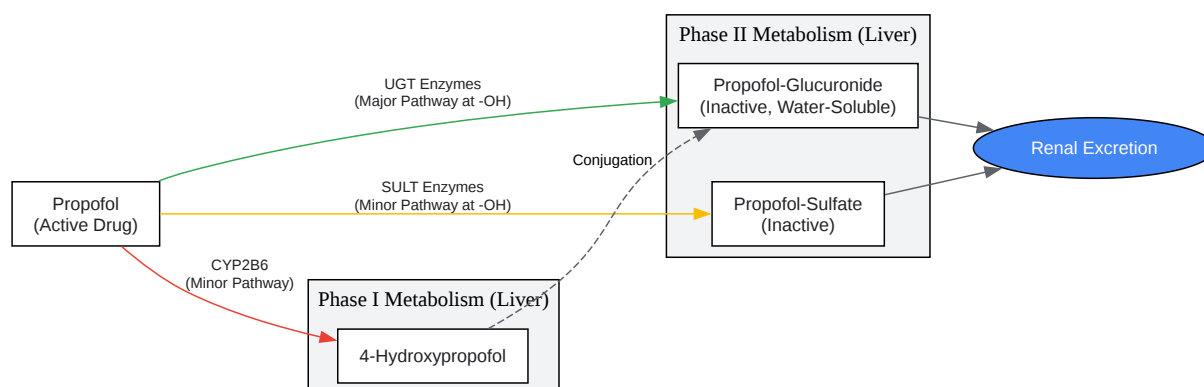 Phase II Metabolism (Liver)
UGT Enzymes
(Major Pathway at -OH)
Propofol-Glucuronide
(Inactive, Water-Soluble)
Renal Excretion
Conjugation
Propofol
(Active Drug)
SULT Enzymes
(Minor Pathway at -OH)
Propofol-Sulfate
(Inactive)
CYP2B6
(Minor Pathway)
Phase I Metabolism (Liver)
4-Hydroxypropofol